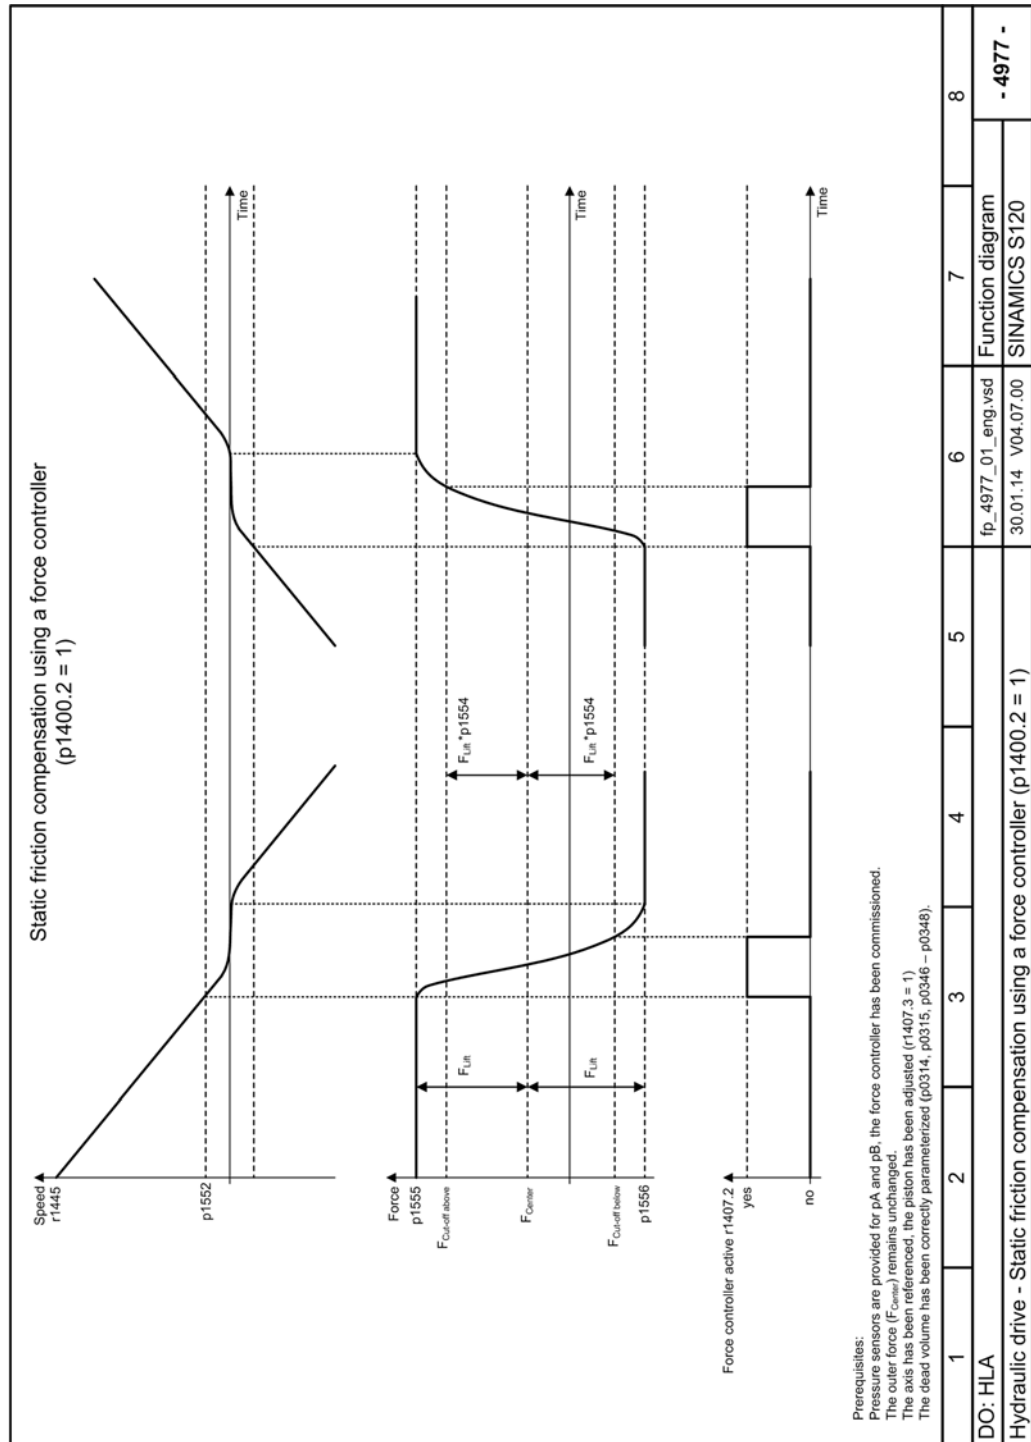 Static friction compensation using a force controller
(p1400.2 = 1)
Speed
r1445
p1552
Time
Force
p1555
FCut-off above
FCenter
FCut-off below
p1556
FLift
FLift
FLift *p1554
FLift *p1554
Force controller active r1407.2
yes
no
Time
Prerequisites:
Pressure sensors are provided for pA and pB, the force controller has been commissioned.
The outer force (FCenter) remains unchanged.
The axis has been referenced, the piston has been adjusted (r1407.3 = 1)
The dead volume has been correctly parameterized (p0314, p0315, p0346 – p0348).
1 2 3 4 5 6 7 8
DO: HLA
fp_4977_01_eng.vsd
Function diagram
- 4977 -
Hydraulic drive - Static friction compensation using a force controller (p1400.2 = 1)
30.01.14 V04.07.00
SINAMICS S120